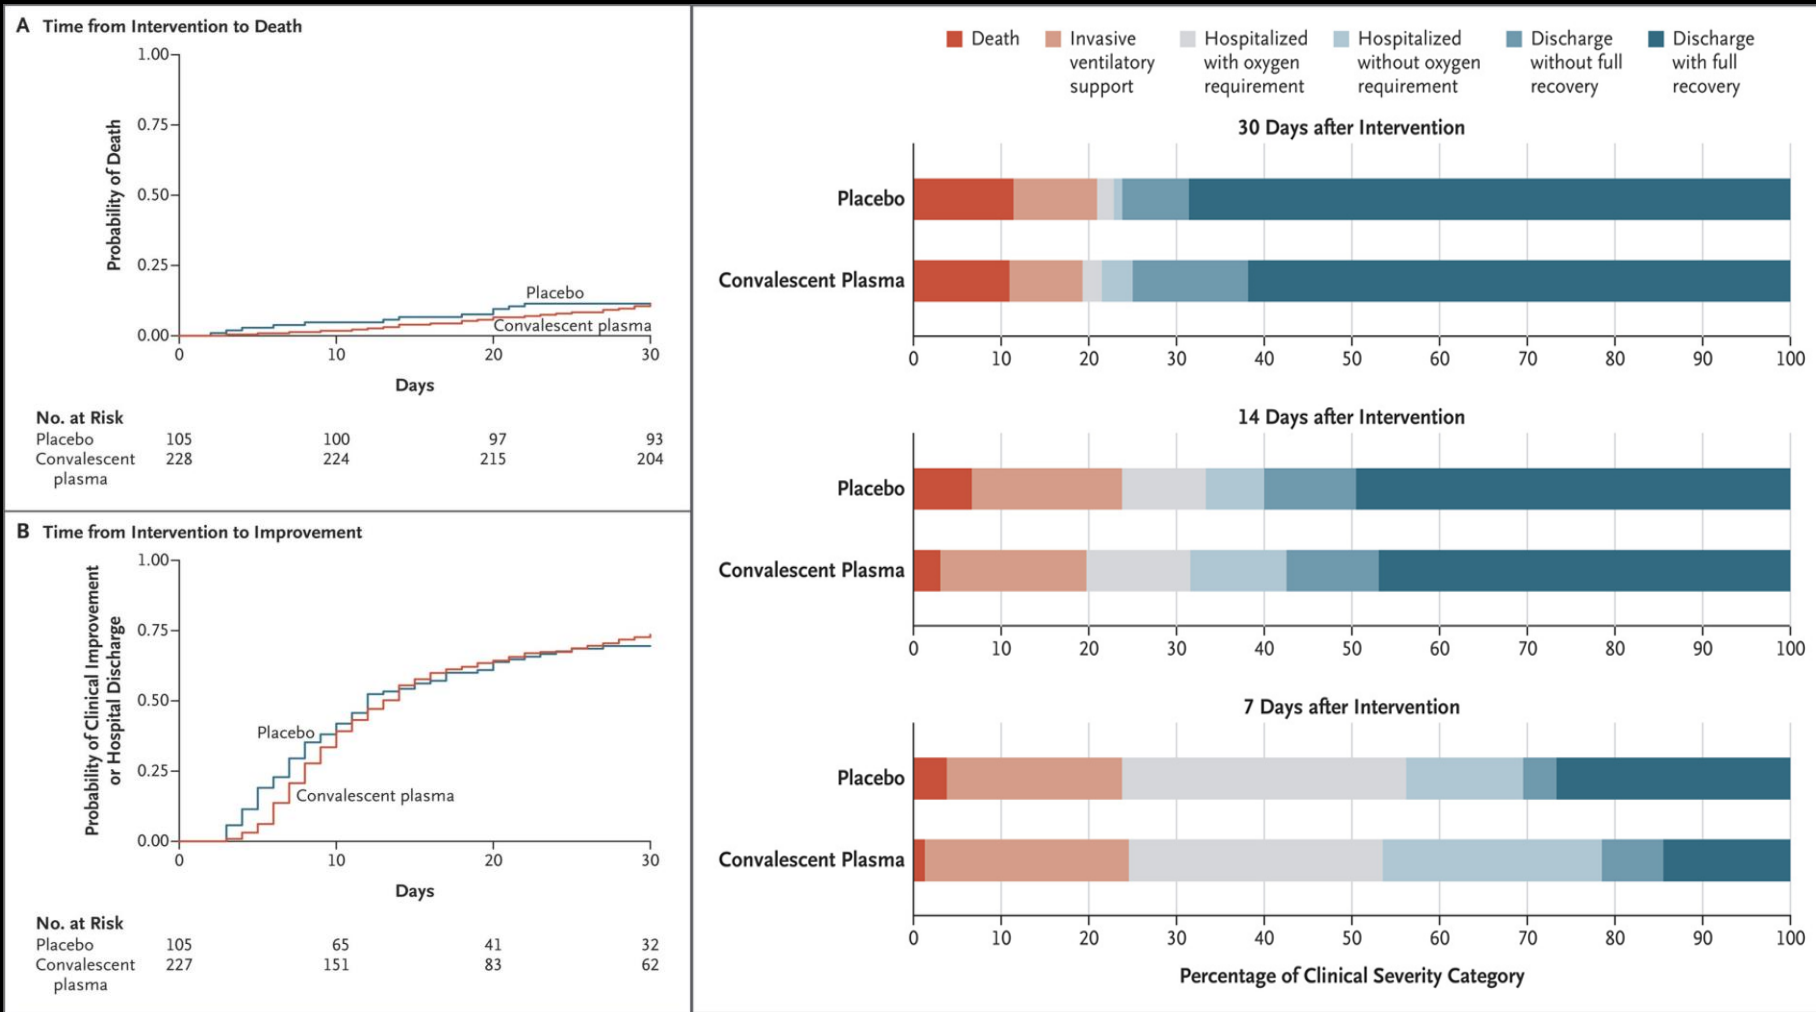 A Time from Intervention to Death
1.00
0.75
0.50
0.25
0.00
Probability of Death
Placebo
Convalescent plasma
0 10 20 30
Days
No. at Risk
Placebo 105 100 97 93
Convalescent 228 224 215 204
plasma
B Time from Intervention to Improvement
1.00
0.75
0.50
0.25
0.00
Probability of Clinical Improvement
or Hospital Discharge
Placebo
Convalescent plasma
0 10 20 30
Days
No. at Risk
Placebo 105 65 41 32
Convalescent 227 151 83 62
plasma
Death
Invasive
ventilatory
support
Hospitalized
with oxygen
requirement
Hospitalized
without oxygen
requirement
Discharge
without full
recovery
Discharge
with full
recovery
30 Days after Intervention
Placebo
Convalescent Plasma
0 10 20 30 40 50 60 70 80 90 100
14 Days after Intervention
Placebo
Convalescent Plasma
0 10 20 30 40 50 60 70 80 90 100
7 Days after Intervention
Placebo
Convalescent Plasma
0 10 20 30 40 50 60 70 80 90 100
Percentage of Clinical Severity Category